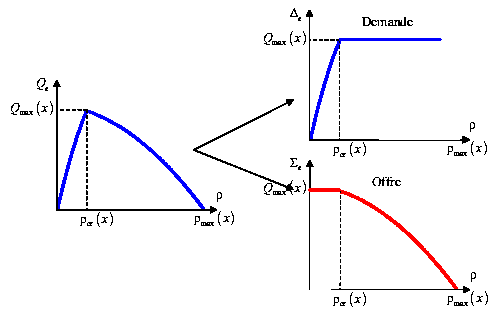 Q_e
Q_max(x)
ρ
ρ_cr(x)
ρ_max(x)
Δ_e
Demande
Q_max(x)
ρ
ρ_cr(x)
ρ_max(x)
Σ_e
Offre
Q_max(x)
ρ
ρ_cr(x)
ρ_max(x)